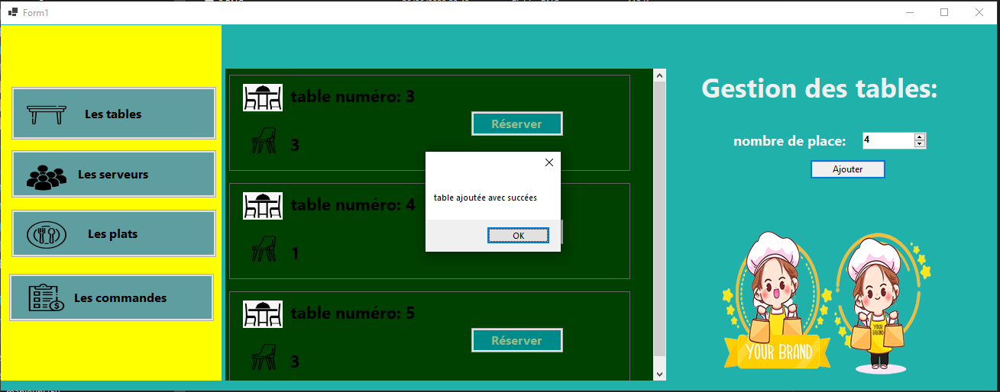 Form1
Les tables
Les serveurs
Les plats
Les commandes
table numéro: 3
Réserver
3
table numéro: 4
1
table numéro: 5
Réserver
3
table ajoutée avec succées
OK
Gestion des tables:
nombre de place: 4
Ajouter
YOUR BRAND
YOUR
BRAND